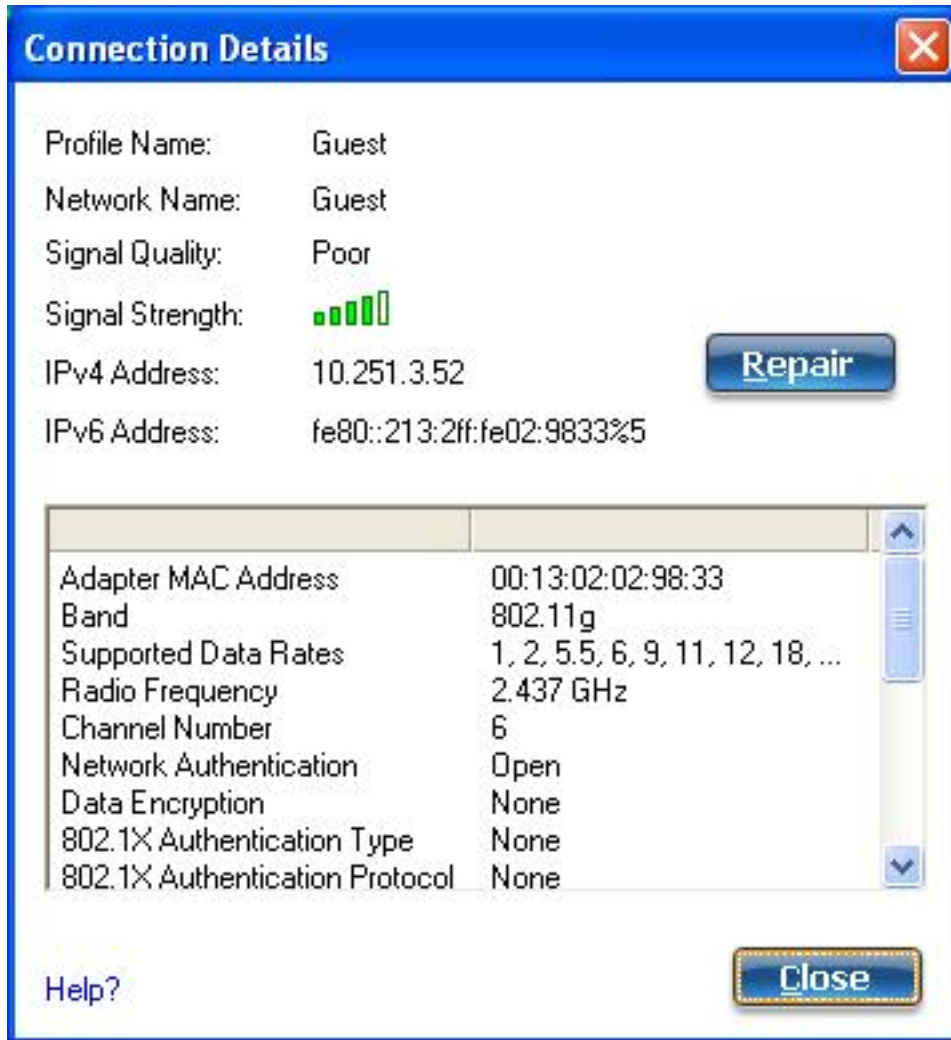 Connection Details
Profile Name: Guest
Network Name: Guest
Signal Quality: Poor
Signal Strength:
IPv4 Address: 10.251.3.52
Repair
IPv6 Address: fe80::213:2ff:fe02:9833%5
Adapter MAC Address 00:13:02:02:98:33
Band 802.11g
Supported Data Rates 1, 2, 5.5, 6, 9, 11, 12, 18, ...
Radio Frequency 2.437 GHz
Channel Number 6
Network Authentication Open
Data Encryption None
802.1X Authentication Type None
802.1X Authentication Protocol None
Help?
Close